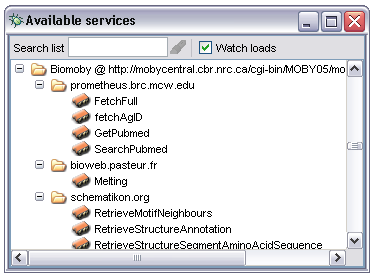 Available services
Search list
Watch loads
Biomoby @ http://mobycentral.cbr.nrc.ca/cgi-bin/MOBY05/mo
prometheus.brc.mcw.edu
FetchFull
fetchAgID
GetPubmed
SearchPubmed
bioweb.pasteur.fr
Melting
schematikon.org
RetrieveMotifNeighbours
RetrieveStructureAnnotation
RetrieveStructureSegmentAminoAcidSequence